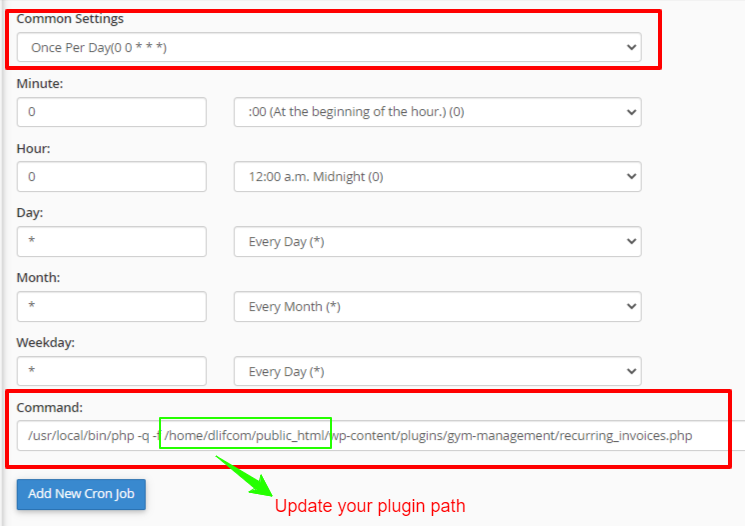 Common Settings
Once Per Day(0 0 * * *)
Minute:
0 :00 (At the beginning of the hour.) (0)
Hour:
0 12:00 a.m. Midnight (0)
Day:
* Every Day (*)
Month:
* Every Month (*)
Weekday:
* Every Day (*)
Command:
/usr/local/bin/php -q -f /home/dlifcom/public_html/wp-content/plugins/gym-management/recurring_invoices.php
Add New Cron Job
Update your plugin path